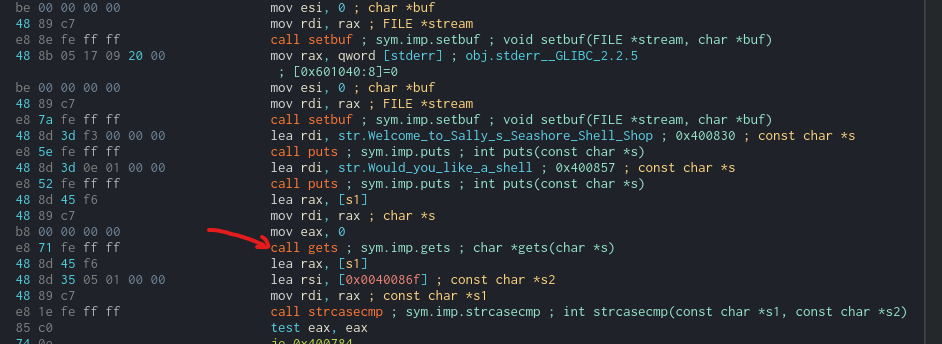 be 00 00 00 00 mov esi, 0 ; char *buf
48 89 c7 mov rdi, rax ; FILE *stream
e8 8e fe ff ff call setbuf ; sym.imp.setbuf ; void setbuf(FILE *stream, char *buf)
48 8b 05 17 09 20 00 mov rax, qword [stderr] ; obj.stderr__GLIBC_2.2.5
; [0x601040:8]=0
be 00 00 00 00 mov esi, 0 ; char *buf
48 89 c7 mov rdi, rax ; FILE *stream
e8 7a fe ff ff call setbuf ; sym.imp.setbuf ; void setbuf(FILE *stream, char *buf)
48 8d 3d f3 00 00 00 lea rdi, str.Welcome_to_Sally_s_Seashore_Shell_Shop ; 0x400830 ; const char *s
e8 5e fe ff ff call puts ; sym.imp.puts ; int puts(const char *s)
48 8d 3d 0e 01 00 00 lea rdi, str.Would_you_like_a_shell ; 0x400857 ; const char *s
e8 52 fe ff ff call puts ; sym.imp.puts ; int puts(const char *s)
48 8d 45 f6 lea rax, [s1]
48 89 c7 mov rdi, rax ; char *s
b8 00 00 00 00 mov eax, 0
e8 71 fe ff ff call gets ; sym.imp.gets ; char *gets(char *s)
48 8d 45 f6 lea rax, [s1]
48 8d 35 05 01 00 00 lea rsi, [0x0040086f] ; const char *s2
48 89 c7 mov rdi, rax ; const char *s1
e8 1e fe ff ff call strcasecmp ; sym.imp.strcasecmp ; int strcasecmp(const char *s1, const char *s2)
85 c0 test eax, eax
74 0e je 0x400784